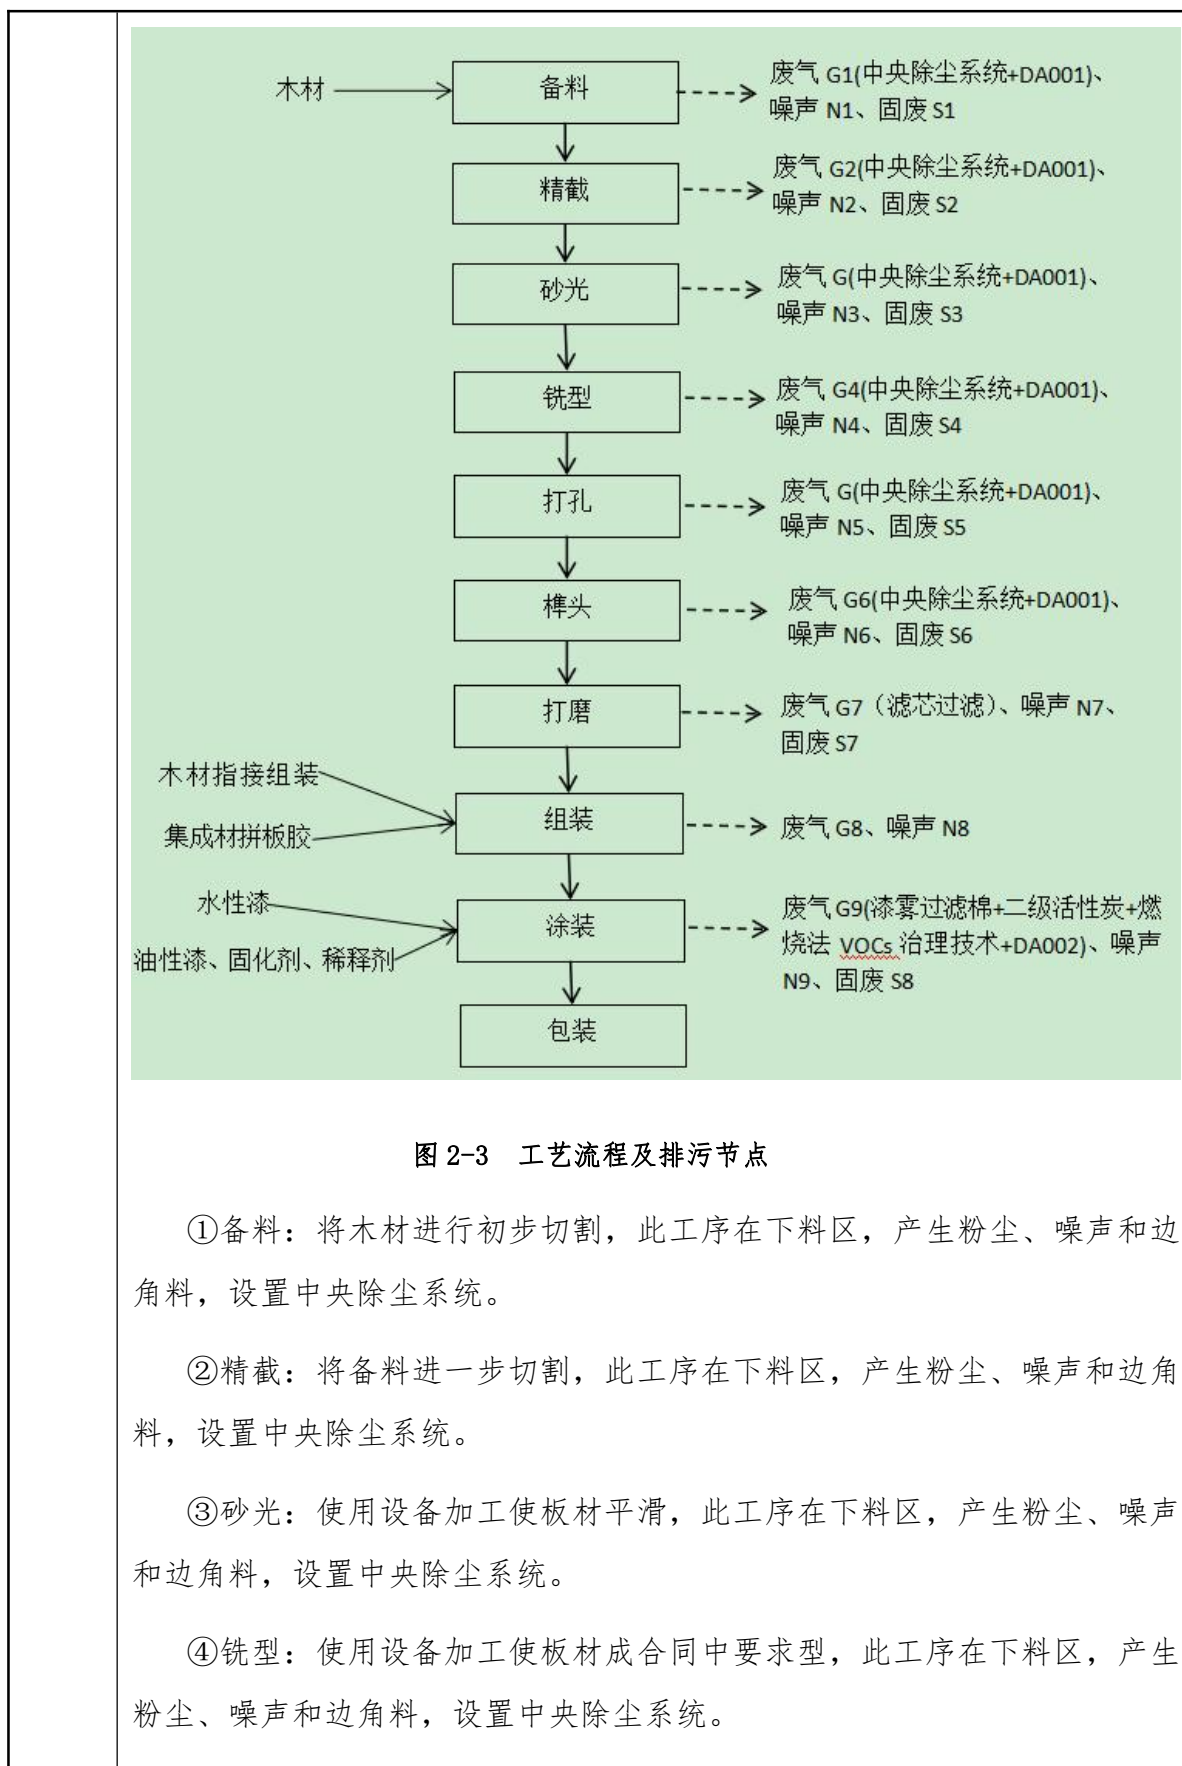 木材
备料
废气 G1(中央除尘系统+DA001)、
噪声 N1、固废 S1
精截
废气 G2(中央除尘系统+DA001)、
噪声 N2、固废 S2
砂光
废气 G(中央除尘系统+DA001)、
噪声 N3、固废 S3
铣型
废气 G4(中央除尘系统+DA001)、
噪声 N4、固废 S4
打孔
废气 G(中央除尘系统+DA001)、
噪声 N5、固废 S5
榫头
废气 G6(中央除尘系统+DA001)、
噪声 N6、固废 S6
打磨
废气 G7（滤芯过滤）、噪声 N7、
固废 S7
木材指接组装
集成材拼板胶
组装
废气 G8、噪声 N8
水性漆
油性漆、固化剂、稀释剂
涂装
废气 G9(漆雾过滤棉+二级活性炭+燃
烧法 VOCs 治理技术+DA002)、噪声
N9、固废 S8
包装
图 2-3 工艺流程及排污节点
①备料：将木材进行初步切割，此工序在下料区，产生粉尘、噪声和边
角料，设置中央除尘系统。
②精截：将备料进一步切割，此工序在下料区，产生粉尘、噪声和边角
料，设置中央除尘系统。
③砂光：使用设备加工使板材平滑，此工序在下料区，产生粉尘、噪声
和边角料，设置中央除尘系统。
④铣型：使用设备加工使板材成合同中要求型，此工序在下料区，产生
粉尘、噪声和边角料，设置中央除尘系统。